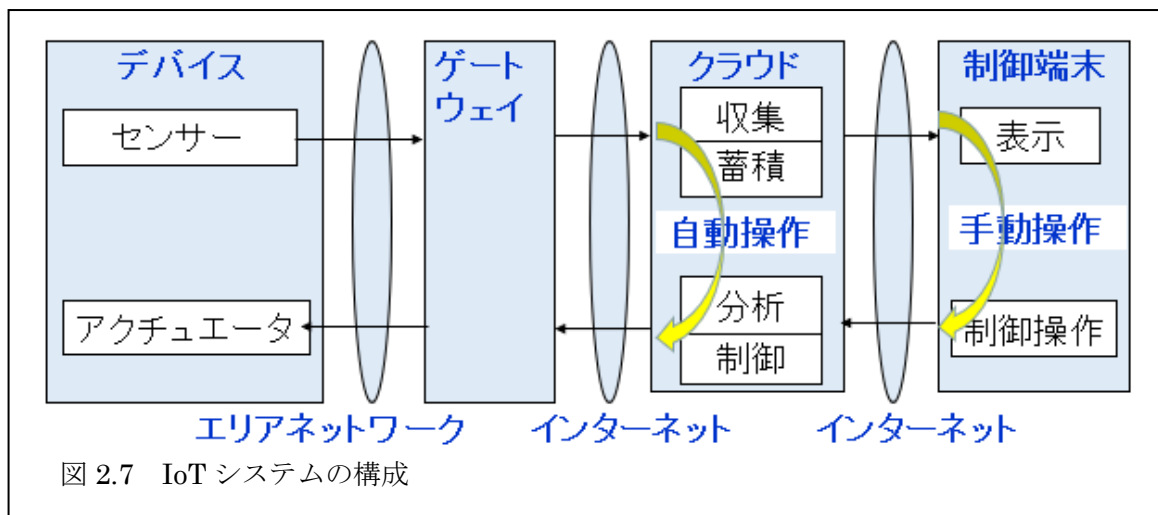 デバイス
センサー
アクチュエータ
ゲート
ウェイ
クラウド
収集
蓄積
自動操作
分析
制御
制御端末
表示
手動操作
制御操作
エリアネットワーク
インターネット
インターネット
図 2.7 IoT システムの構成